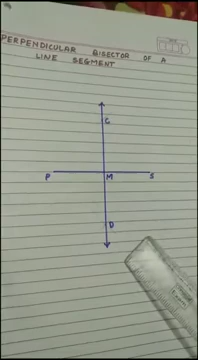 PERPENDICULAR BISECTOR OF A
LINE SEGMENT
C
P M S
D